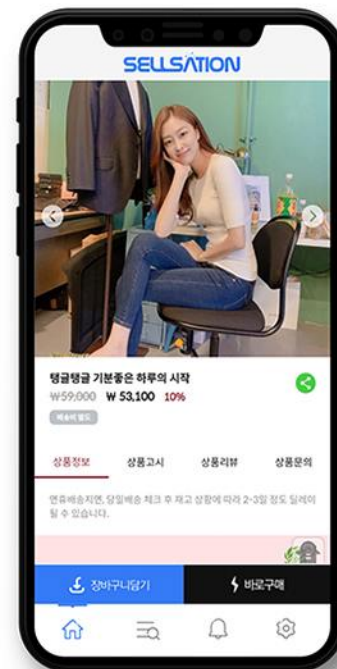 SELLSATION
탱글탱글 기분좋은 하루의 시작
₩59,000 ₩ 53,100 10%
배송비 별도
상품정보 상품고시 상품리뷰 상품문의
연휴배송지연, 당일배송 체크 후 재고 상황에 따라 2-3일 정도 딜레이
될 수 있습니다.
장바구니담기 바로구매